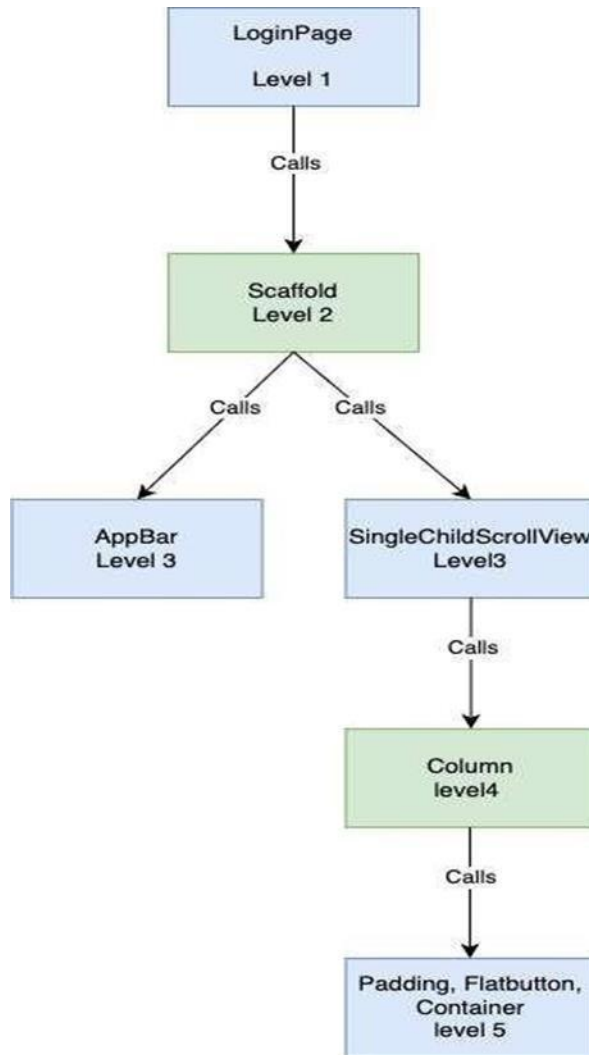 LoginPage
Level 1
Calls
Scaffold
Level 2
Calls
Calls
AppBar
Level 3
SingleChildScrollView
Level3
Calls
Column
level4
Calls
Padding, Flatbutton,
Container
level 5